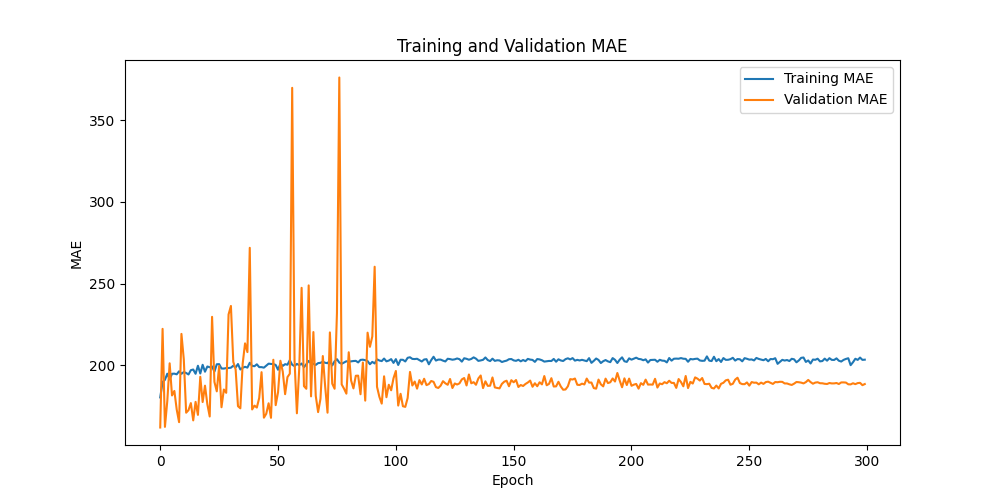 Training and Validation MAE
Training MAE
Validation MAE
MAE
350
300
250
200
0 50 100 150 200 250 300
Epoch